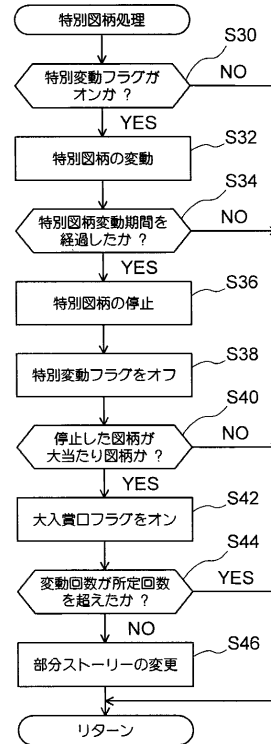 特別図柄処理
S30
特別変動フラグが
オンか ?
NO
YES
S32
特別図柄の変動
S34
特別図柄変動期間を
経過したか ?
NO
YES
S36
特別図柄の停止
S38
特別変動フラグをオフ
S40
停止した図柄が
大当たり図柄か ?
NO
YES
S42
大入賞口フラグをオン
S44
変動回数が所定回数
を超えたか ?
YES
NO
S46
部分ストーリーの変更
リターン